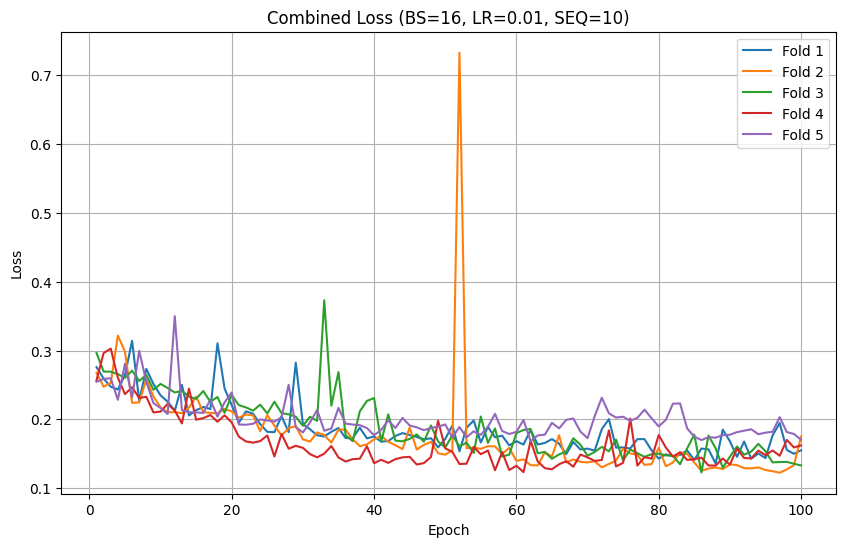 Combined Loss (BS=16, LR=0.01, SEQ=10)
Fold 1
Fold 2
Fold 3
Fold 4
Fold 5
Loss
0.7
0.6
0.5
0.4
0.3
0.2
0.1
0 20 40 60 80 100
Epoch